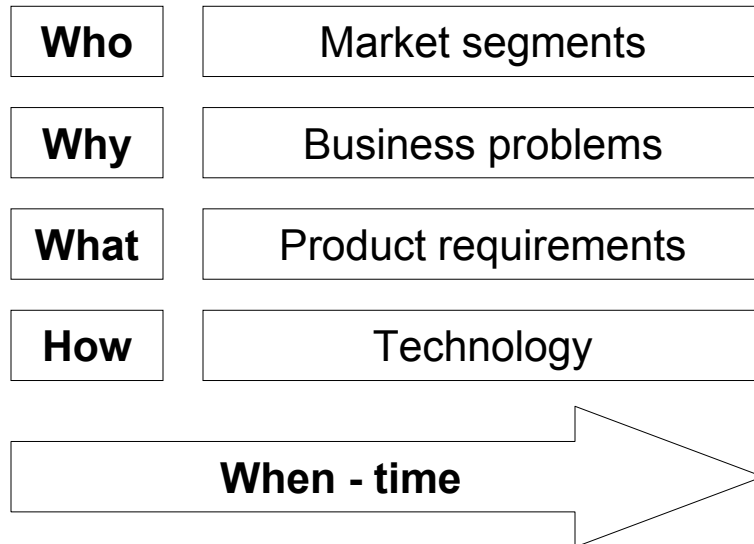 Who
Market segments
Why
Business problems
What
Product requirements
How
Technology
When - time